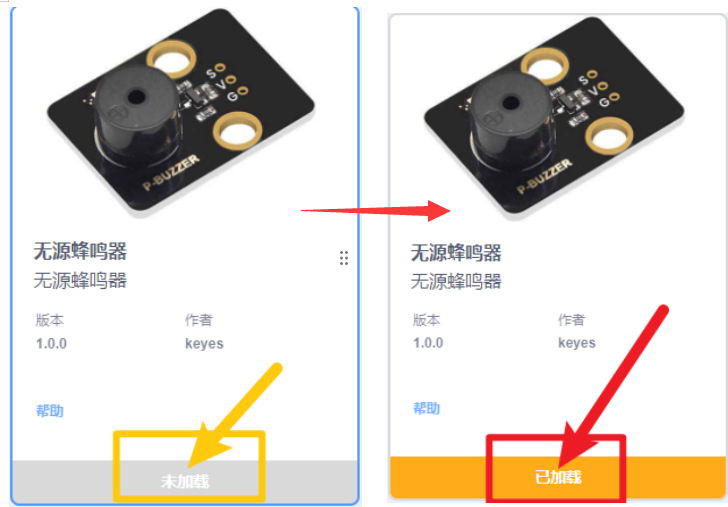 S
V
G
P-BUZZER
无源蜂鸣器
无源蜂鸣器
版本 作者
1.0.0 keyes
帮助
未加载
S
V
G
P-BUZZER
无源蜂鸣器
无源蜂鸣器
版本 作者
1.0.0 keyes
帮助
已加载